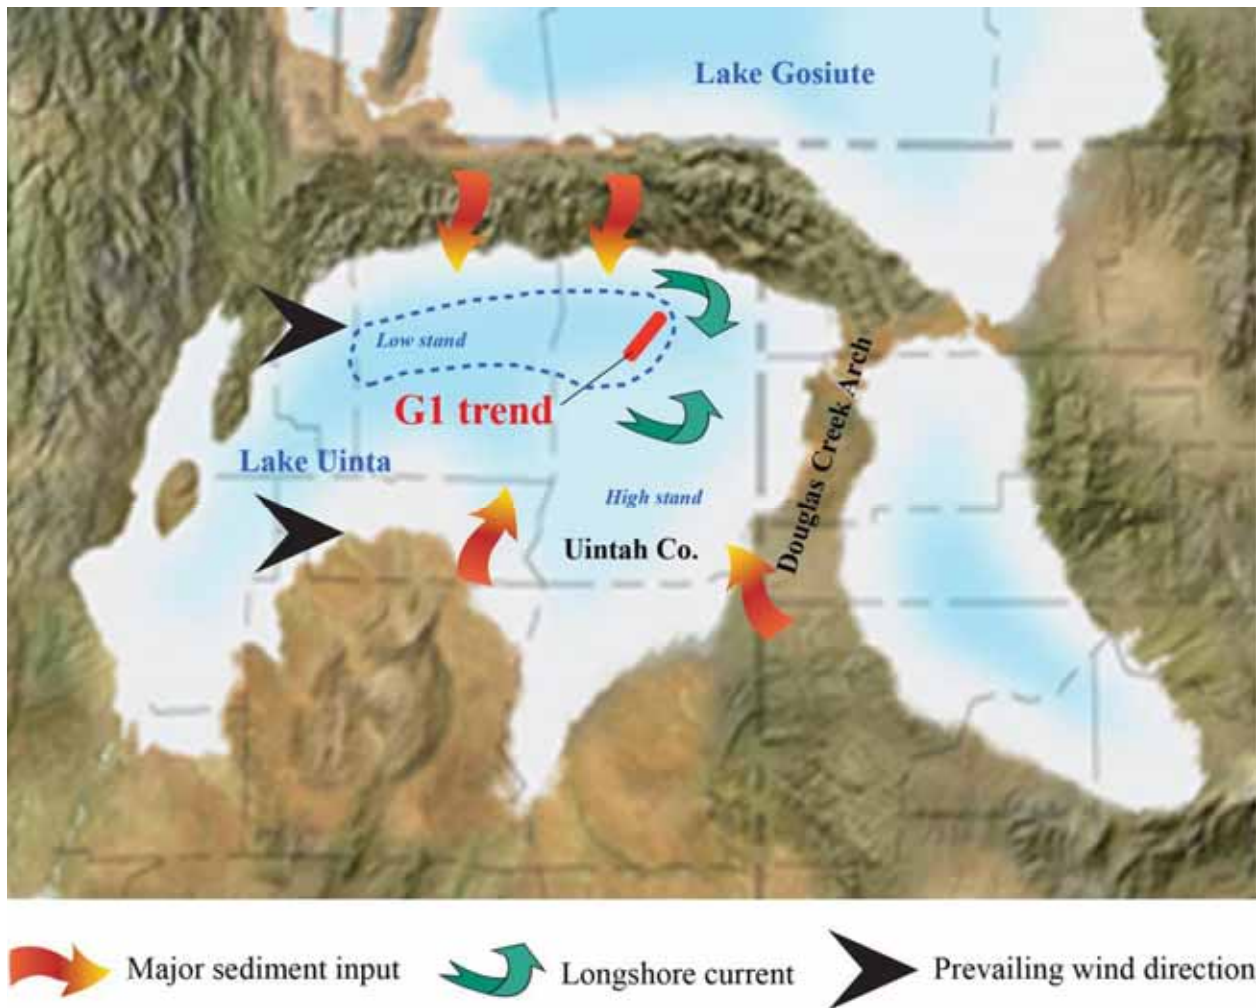 Lake Gosiute
Low stand
G1 trend
Lake Uinta
High stand
Uintah Co.
Douglas Creek Arch
Major sediment input
Longshore current
Prevailing wind direction